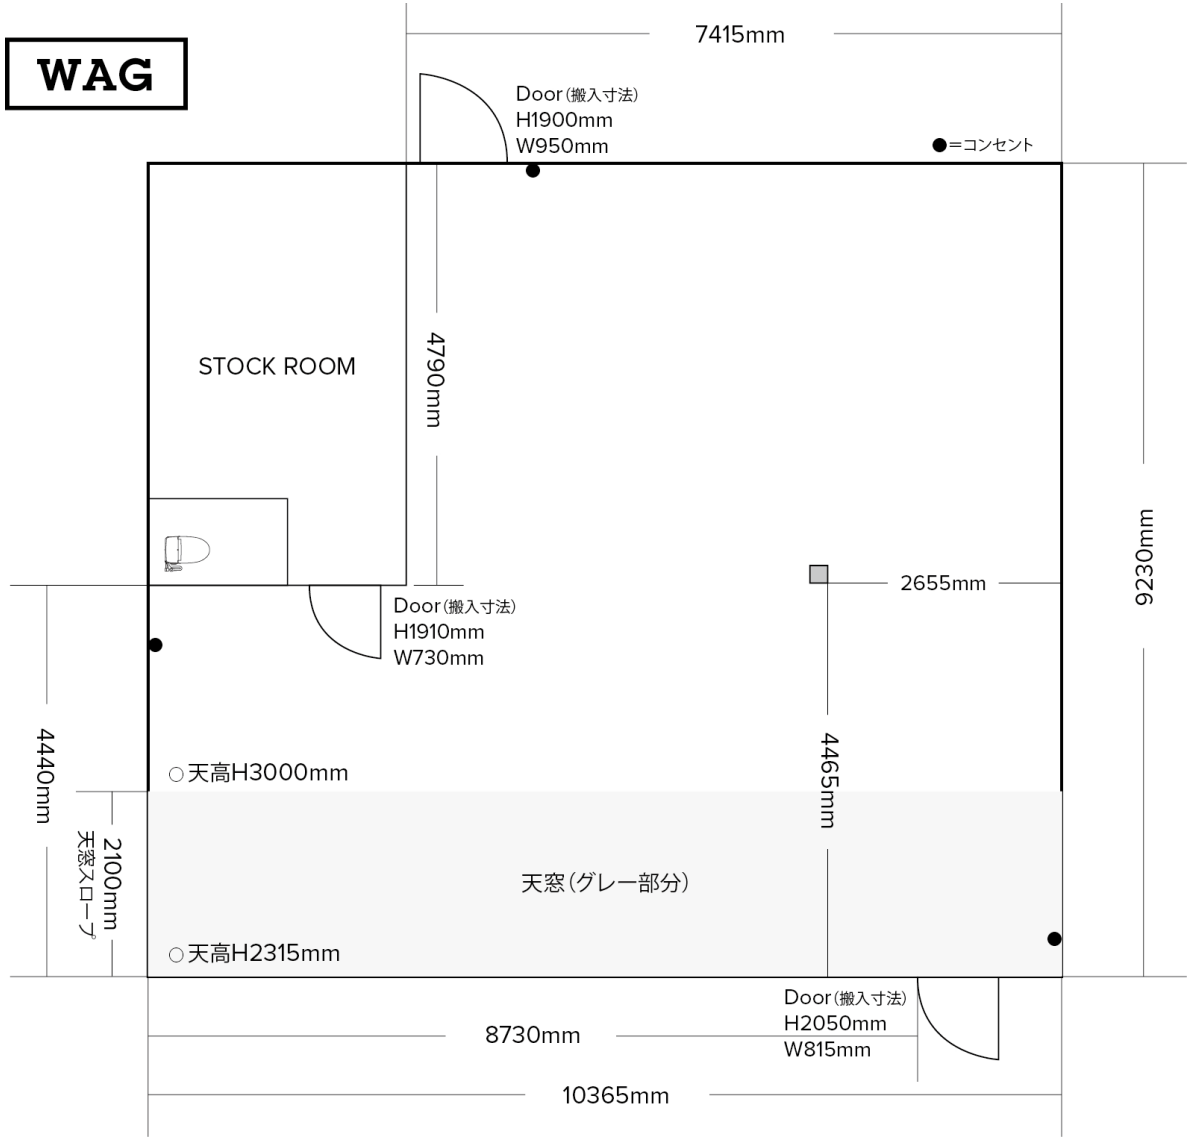 7415mm
WAG
Door(搬入寸法)
H1900mm
W950mm
●=コンセント
4790mm
STOCK ROOM
9230mm
2655mm
Door(搬入寸法)
H1910mm
W730mm
4440mm
4465mm
○天高H3000mm
2100mm
天窓スロープ
天窓(グレー部分)
○天高H2315mm
Door(搬入寸法)
H2050mm
W815mm
8730mm
10365mm